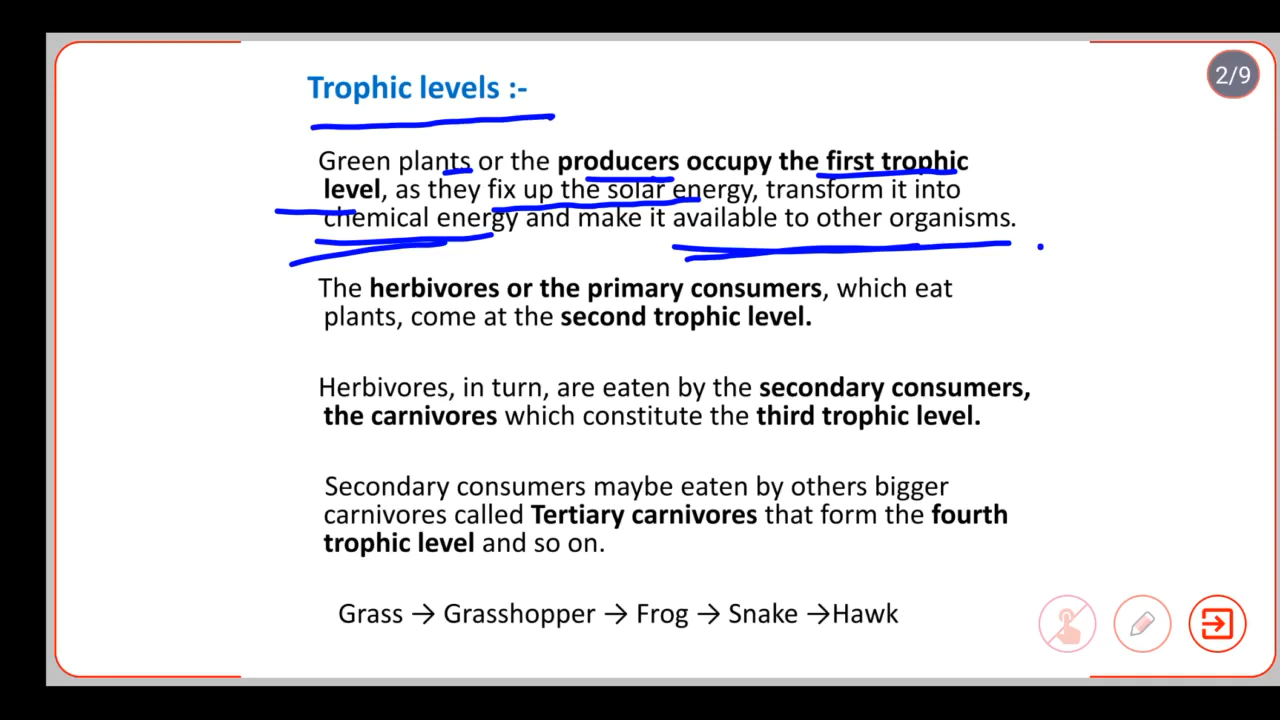 Trophic levels :-
2/9
Green plants or the producers occupy the first trophic
level, as they fix up the solar energy, transform it into
chemical energy and make it available to other organisms.
The herbivores or the primary consumers, which eat
plants, come at the second trophic level.
Herbivores, in turn, are eaten by the secondary consumers,
the carnivores which constitute the third trophic level.
Secondary consumers maybe eaten by others bigger
carnivores called Tertiary carnivores that form the fourth
trophic level and so on.
Grass → Grasshopper → Frog → Snake →Hawk